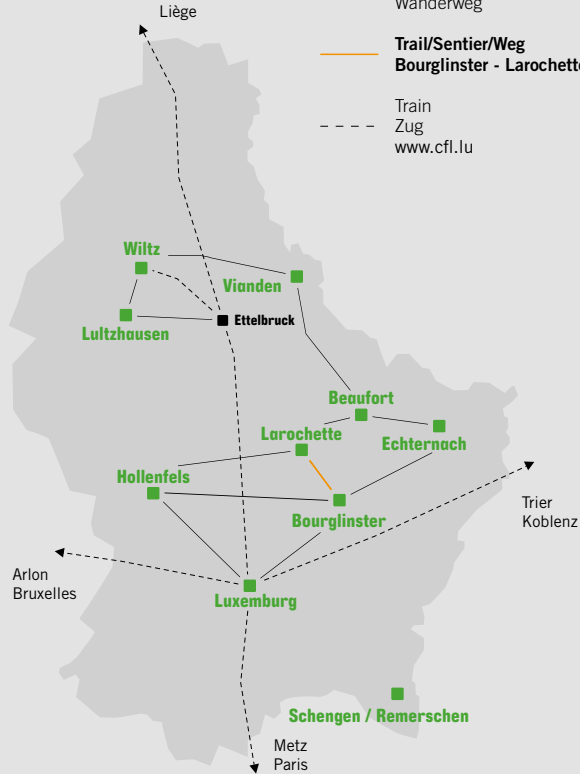 Wanderweg
Liège
Trail/Sentier/Weg
Bourglinster - Larochette
Train
Zug
www.cfl.lu
Wiltz
Vianden
Lultzhausen
Ettelbruck
Beaufort
Larochette
Echternach
Hollenfels
Bourglinster
Trier
Koblenz
Arlon
Bruxelles
Luxemburg
Schengen / Remerschen
Metz
Paris